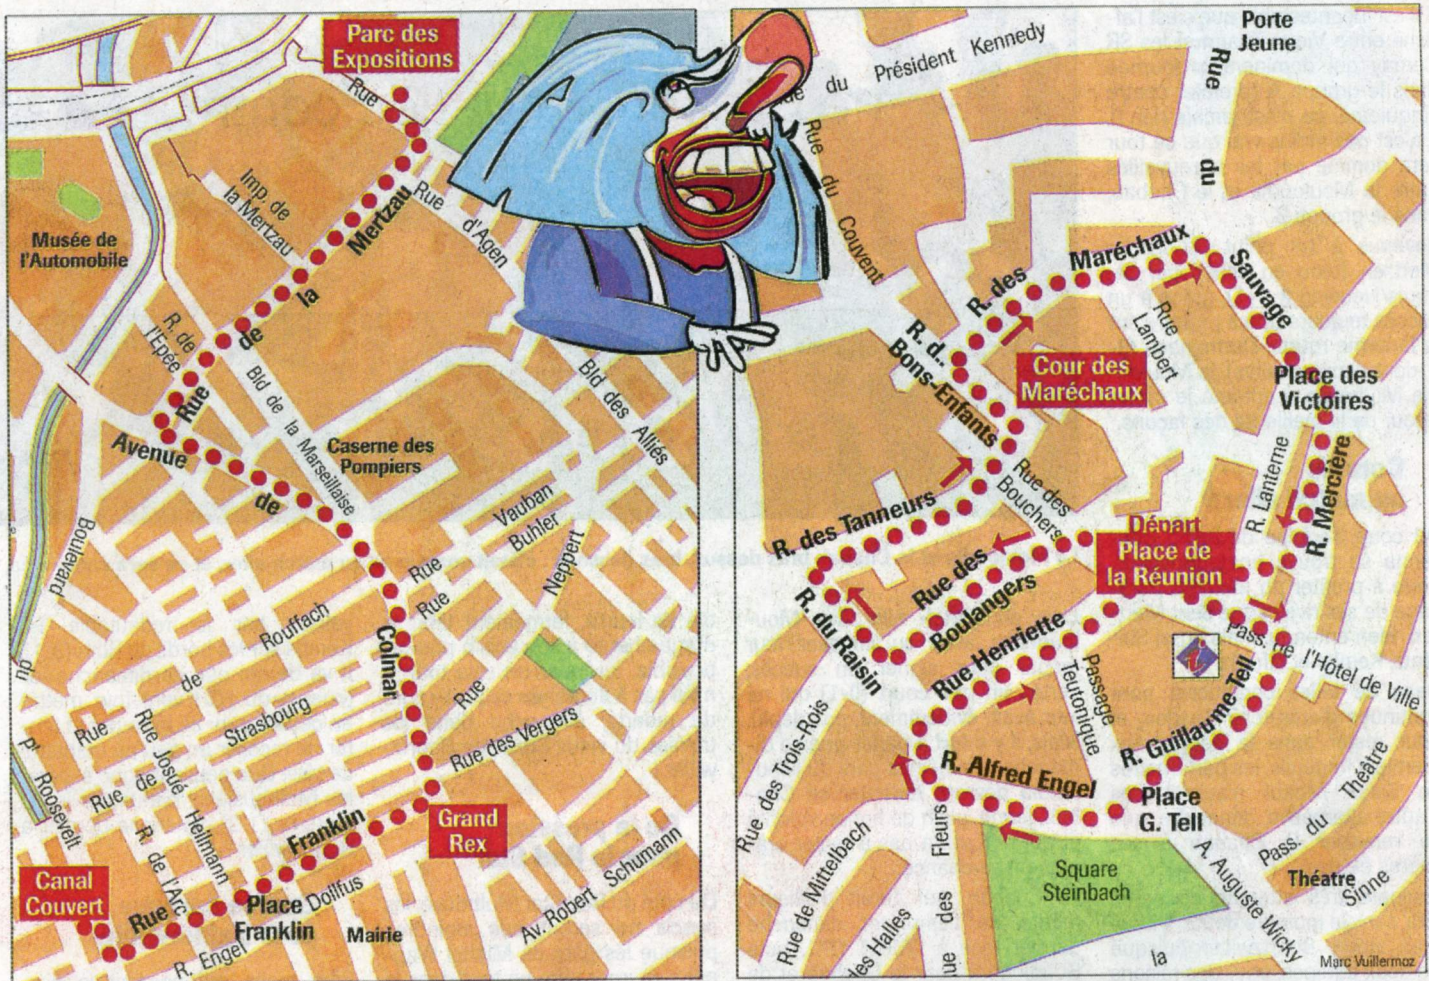 Parc des
Expositions
Rue
Imp. de
la Mertzau
Rue
de
la
Mertzau
Rue
d'Agen
Musée de
l'Automobile
R. de
l'Epée
Bld de la Marseillaise
Bld des
Alliés
Avenue
de
Colmar
Caserne des
Pompiers
Vauban
Buhler
Neppert
Rue
Rue
Rue
Boulevard
du
Pt
Roosevelt
Rouffach
de
Rue
Strasbourg
de
Rue
Rue Josué
Heilmann
R. de l'Arc
Rue des Vergers
Grand
Rex
Canal
Couvert
Rue
Franklin
Place
Franklin
Dollfus
Mairie
R. Engel
Av. Robert Schumann
Porte
Jeune
du Président Kennedy
Rue
du
Sauvage
Rue
du
Couvent
R. des
Maréchaux
R. d..
Bons-Enfants
Cour des
Maréchaux
Rue
Lambert
Place des
Victoires
R. Lanterne
R. Mercière
R. des Tanneurs
Rue des
Bouchers
Départ
Place de
la Réunion
Rue des
Boulangers
R. du Raisin
Rue Henriette
Passage
Teutonique
Pass. de l'Hôtel de Ville
i
R. Guillaume Tell
R. Alfred Engel
Place
G. Tell
Rue des Trois-Rois
Rue de Mittelbach
des Halles
Fleurs
des
Square
Steinbach
A. Auguste Wicky
Pass. du
Théâtre
Théatre
Sinne
la
Marc Vuillermoz